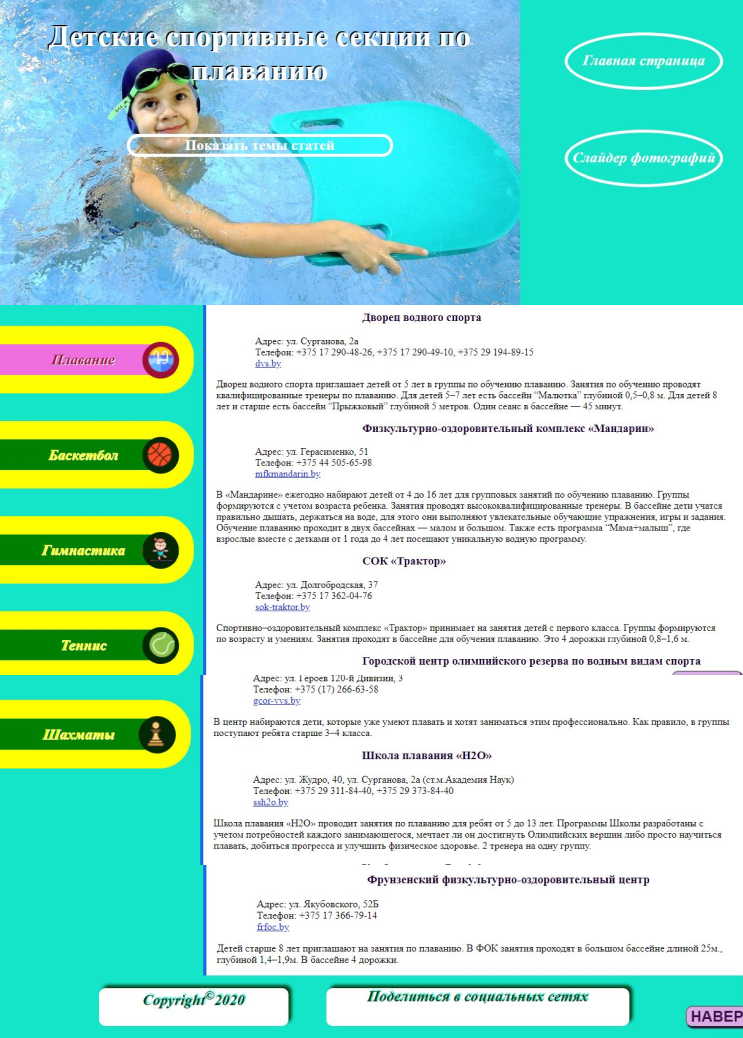 Детские спортивные секции по
плаванию
Показать темы статей
Главная страница
Слайдер фотографий
Плавание
Баскетбол
Гимнастика
Теннис
Шахматы
Дворец водного спорта
Адрес: ул. Сурганова, 2а
Телефон: +375 17 290-48-26, +375 17 290-49-10, +375 29 194-89-15
dvs.by
Дворец водного спорта приглашает детей от 5 лет в группы по обучению плаванию. Занятия по обучению проводят
квалифицированные тренеры по плаванию. Для детей 5–7 лет есть бассейн “Малютка” глубиной 0,5–0,8 м. Для детей 8
лет и старше есть бассейн “Прыжковый” глубиной 5 метров. Один сеанс в бассейне — 45 минут.
Физкультурно-оздоровительный комплекс «Мандарин»
Адрес: ул. Герасименко, 51
Телефон: +375 44 505-65-98
mfkmandarin.by
В «Мандарине» ежегодно набирают детей от 4 до 16 лет для групповых занятий по обучению плаванию. Группы
формируются с учетом возраста ребенка. Занятия проводят высококвалифицированные тренеры. В бассейне дети учатся
правильно дышать, держаться на воде, для этого они выполняют увлекательные обучающие упражнения, игры и задания.
Обучение плаванию проходит в двух бассейнах — малом и большом. Также есть программа “Мама+малыш”, где
взрослые вместе с детками от 1 года до 4 лет посещают уникальную водную программу.
СОК «Трактор»
Адрес: ул. Долгобродская, 37
Телефон: +375 17 362-04-76
sok-traktor.by
Спортивно–оздоровительный комплекс «Трактор» принимает на занятия детей с первого класса. Группы формируются
по возрасту и умениям. Занятия проходят в бассейне для обучения плаванию. Это 4 дорожки глубиной 0,8–1,6 м.
Городской центр олимпийского резерва по водным видам спорта
Адрес: ул. Героев 120-й Дивизии, 3
Телефон: +375 (17) 266-63-58
gcor-vvs.by
В центр набираются дети, которые уже умеют плавать и хотят заниматься этим профессионально. Как правило, в группы
поступают ребята старше 3–4 класса.
Школа плавания «H2O»
Адрес: ул. Жудро, 40, ул. Сурганова, 2а (ст.м.Академия Наук)
Телефон: +375 29 311-84-40, +375 29 373-84-40
ssh2o.by
Школа плавания «H2O» проводит занятия по плаванию для ребят от 5 до 13 лет. Программы Школы разработаны с
учетом потребностей каждого занимающегося, мечтает ли он достигнуть Олимпийских вершин либо просто научиться
плавать, добиться прогресса и улучшить физическое здоровье. 2 тренера на одну группу.
Фрунзенский физкультурно-оздоровительный центр
Адрес: ул. Якубовского, 52Б
Телефон: +375 17 366-79-14
frfoc.by
Детей старше 8 лет приглашают на занятия по плаванию. В ФОК занятия проходят в большом бассейне длиной 25м.,
глубиной 1,4–1,9м. В бассейне 4 дорожки.
Copyright©2020
Поделиться в социальных сетях
НАВЕР